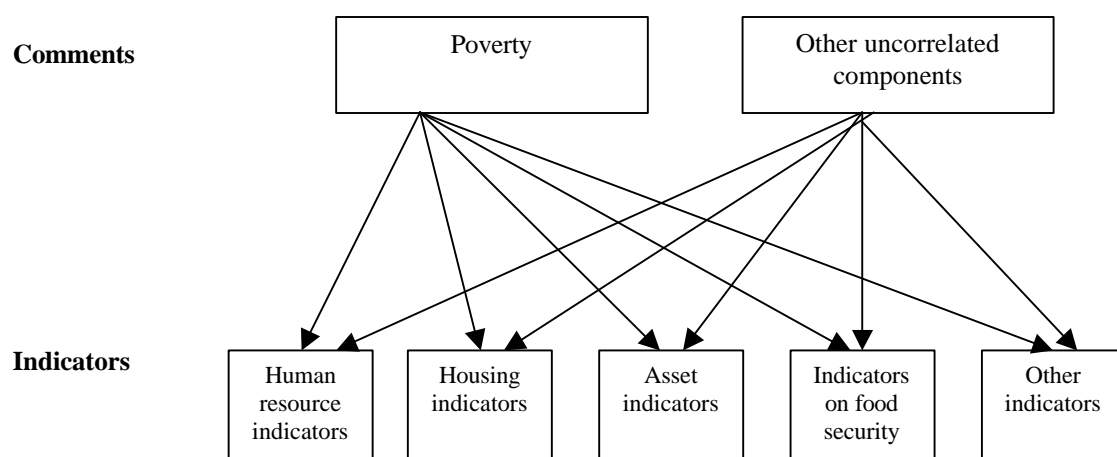 Comments
Poverty
Other uncorrelated
components
Indicators
Human
resource
indicators
Housing
indicators
Asset
indicators
Indicators
on food
security
Other
indicators